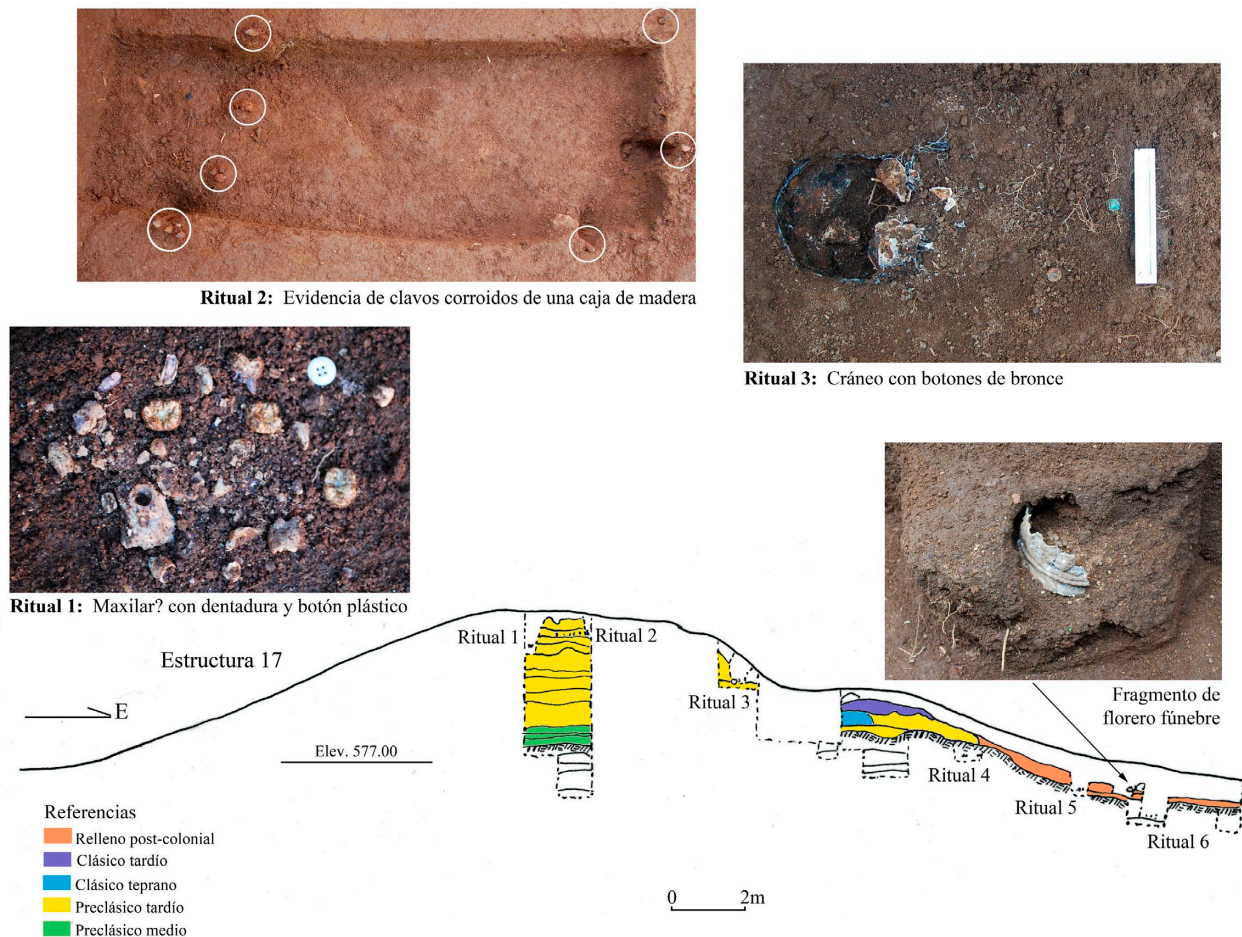 Ritual 2: Evidencia de clavos corroidos de una caja de madera
Ritual 3: Cráneo con botones de bronce
Ritual 1: Maxilar? con dentadura y botón plástico
Estructura 17
Ritual 1
Ritual 2
Ritual 3
Fragmento de
florero fúnebre
E
Elev. 577.00
Ritual 4
Ritual 5
Ritual 6
Referencias
Relleno post-colonial
Clásico tardío
Clásico teprano
Preclásico tardío
Preclásico medio
0 2m